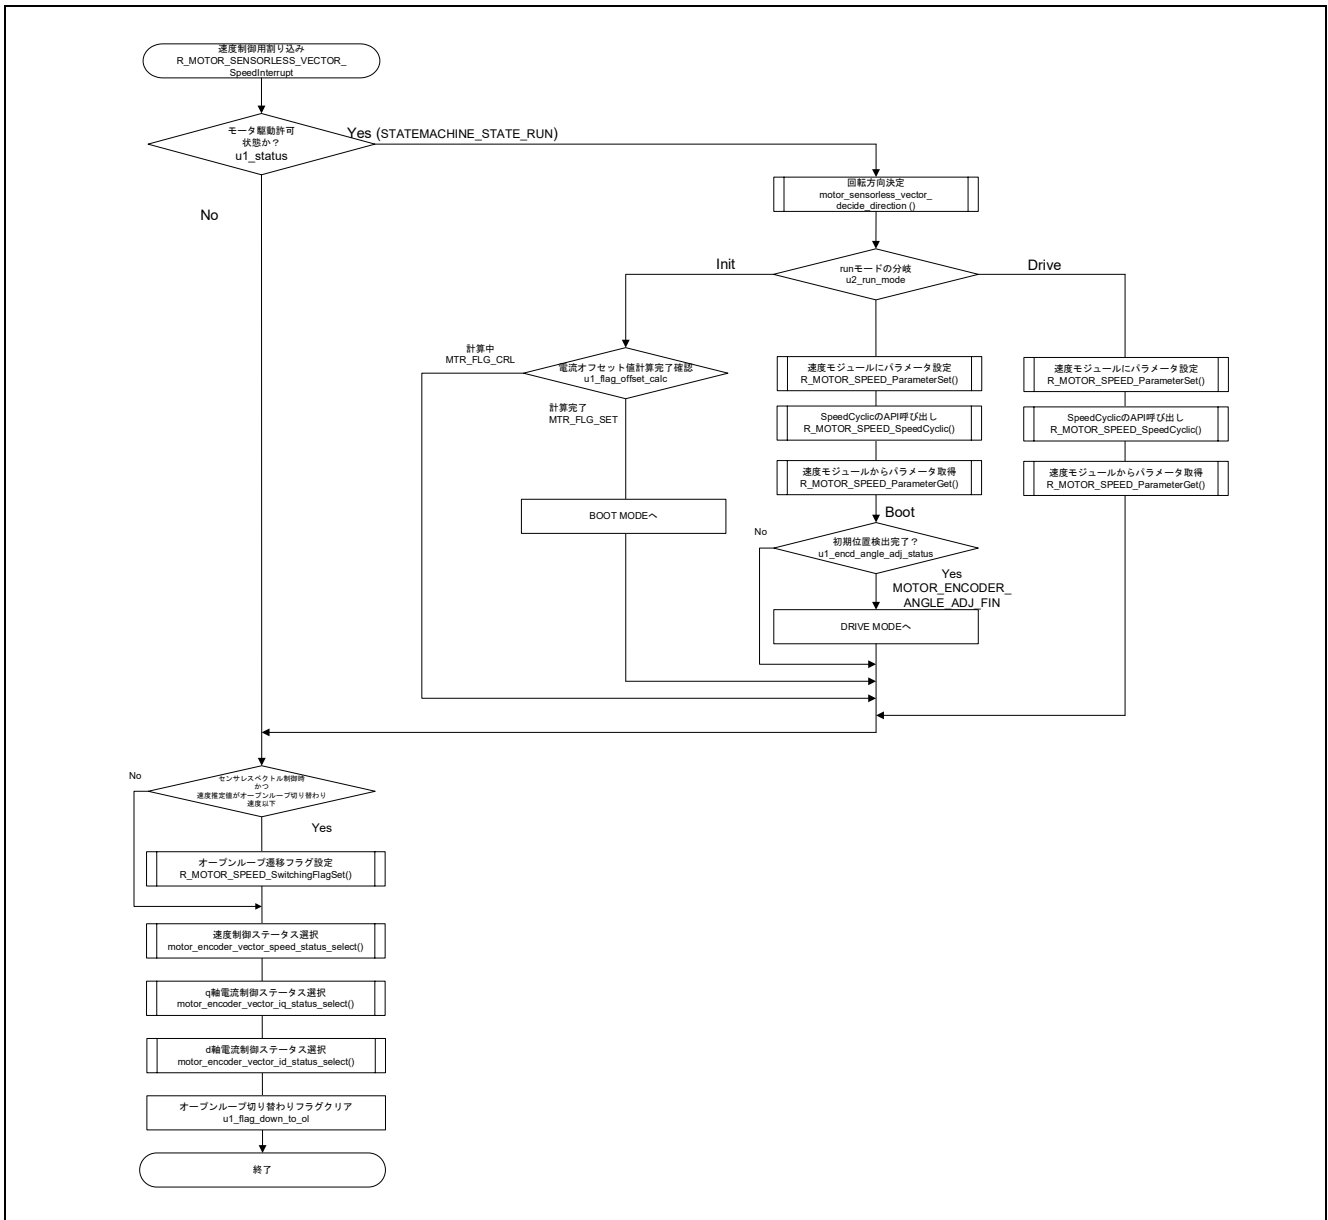 速度制御用割り込み
R_MOTOR_SENSORLESS_VECTOR_
SpeedInterrupt
モータ駆動許可
状態か？
u1_status
Yes (STATEMACHINE_STATE_RUN)
No
回転方向決定
motor_sensorless_vector_
decide_direction ()
runモードの分岐
u2_run_mode
Init
Drive
計算中
MTR_FLG_CRL
電流オフセット値計算完了確認
u1_flag_offset_calc
計算完了
MTR_FLG_SET
BOOT MODEへ
速度モジュールにパラメータ設定
R_MOTOR_SPEED_ParameterSet()
SpeedCyclicのAPI呼び出し
R_MOTOR_SPEED_SpeedCyclic()
速度モジュールからパラメータ取得
R_MOTOR_SPEED_ParameterGet()
Boot
No
初期位置検出完了？
u1_encd_angle_adj_status
Yes
MOTOR_ENCODER_
ANGLE_ADJ_FIN
DRIVE MODEへ
速度モジュールにパラメータ設定
R_MOTOR_SPEED_ParameterSet()
SpeedCyclicのAPI呼び出し
R_MOTOR_SPEED_SpeedCyclic()
速度モジュールからパラメータ取得
R_MOTOR_SPEED_ParameterGet()
No
センサレスベクトル制御時
かつ
速度推定値がオープンループ切り替わり
速度以下
Yes
オープンループ遷移フラグ設定
R_MOTOR_SPEED_SwitchingFlagSet()
速度制御ステータス選択
motor_encoder_vector_speed_status_select()
q軸電流制御ステータス選択
motor_encoder_vector_iq_status_select()
d軸電流制御ステータス選択
motor_encoder_vector_id_status_select()
オープンループ切り替わりフラグクリア
u1_flag_down_to_ol
終了